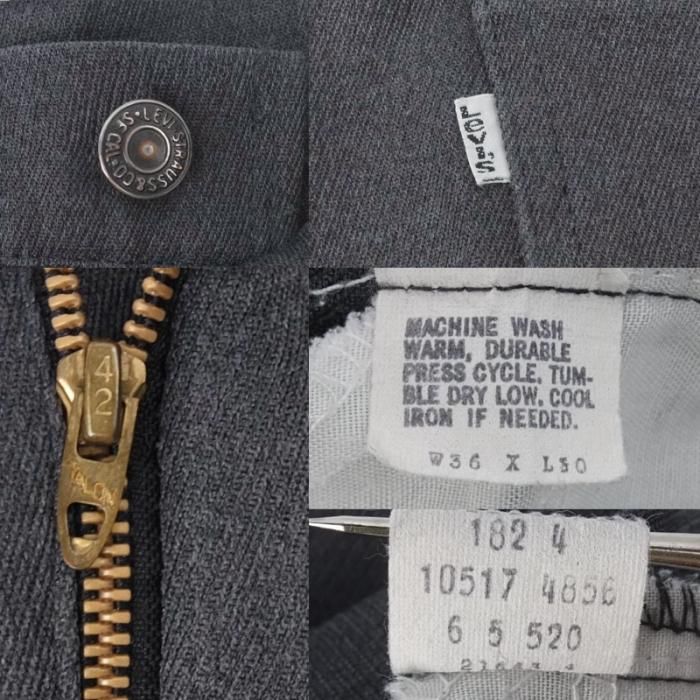 LEVI STRAUSS & CO
S.F. CAL
LEVI'S
42
TALON
MACHINE WASH
WARM, DURABLE
PRESS CYCLE. TUM-
BLE DRY LOW. COOL
IRON IF NEEDED.
W36 X L30
182 4
10517 4856
6 5 520